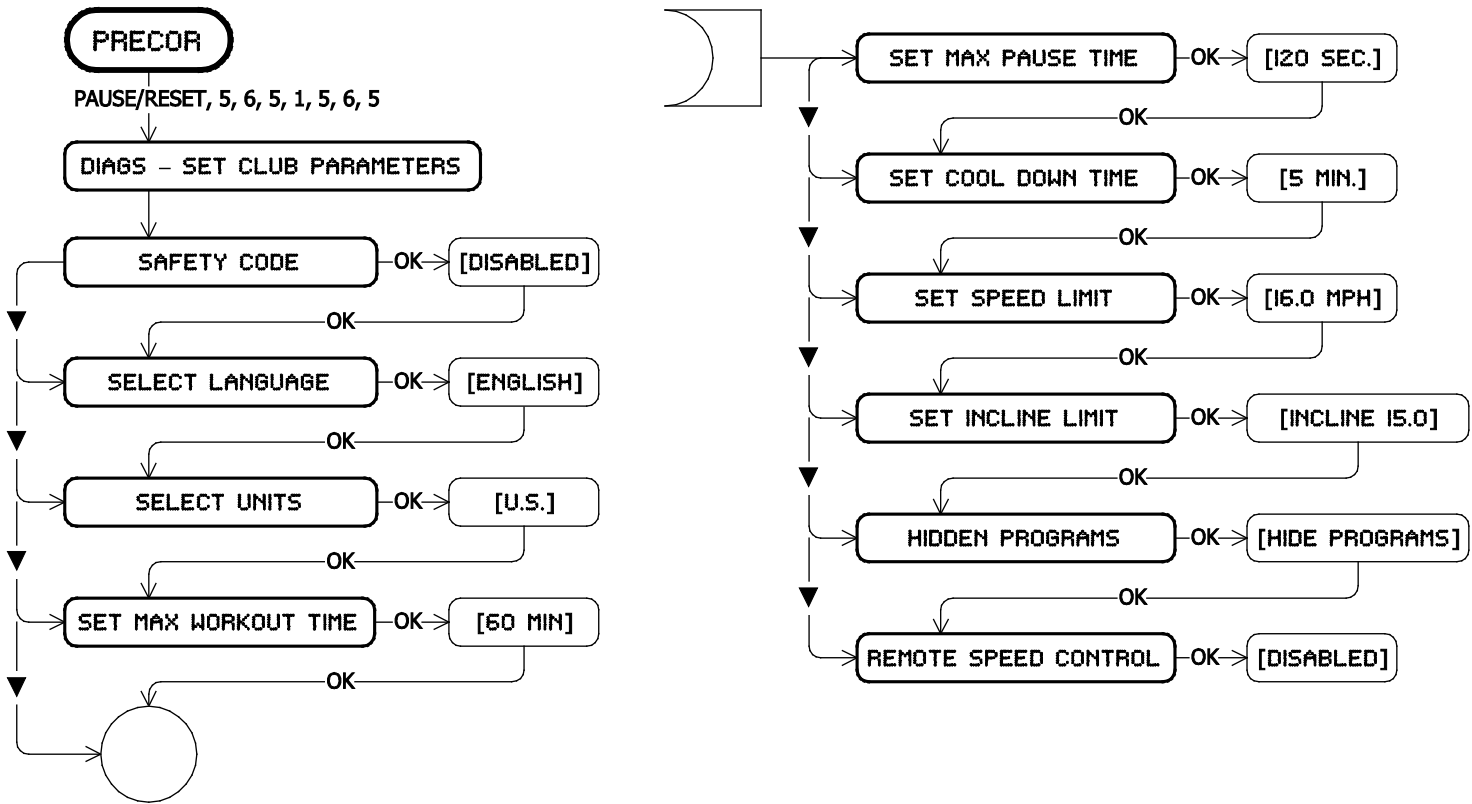 PRECOR
PAUSE/RESET, 5, 6, 5, 1, 5, 6, 5
DIAGS – SET CLUB PARAMETERS
SAFETY CODE OK [DISABLED]
OK
SELECT LANGUAGE OK [ENGLISH]
OK
SELECT UNITS OK [U.S.]
OK
SET MAX WORKOUT TIME OK [60 MIN]
OK
SET MAX PAUSE TIME OK [120 SEC.]
OK
SET COOL DOWN TIME OK [5 MIN.]
OK
SET SPEED LIMIT OK [16.0 MPH]
OK
SET INCLINE LIMIT OK [INCLINE 15.0]
OK
HIDDEN PROGRAMS OK [HIDE PROGRAMS]
OK
REMOTE SPEED CONTROL OK [DISABLED]